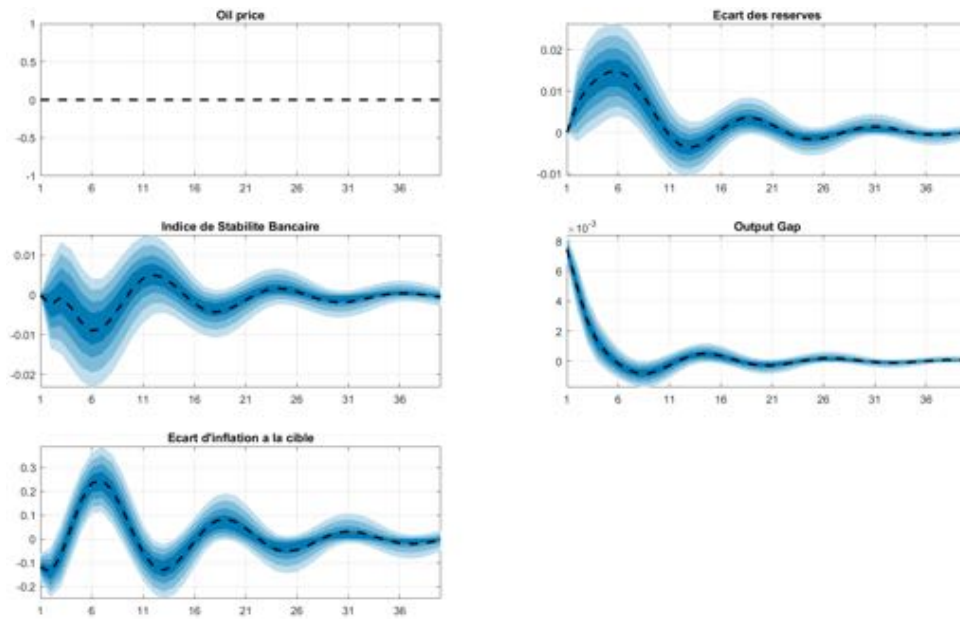 Oil price
1
0.5
0
-0.5
-1
1 6 11 16 26 31 36
Ecart des reserves
0.02
0.01
0
-0.01
1 6 11 16 26 31 36
Indice de Stabilite Bancaire
0.01
0
-0.01
-0.02
1 6 11 16 26 31 36
Output Gap
×10⁻³
8
6
4
2
0
1 6 11 16 21 26 31 36
Ecart d'inflation a la cible
0.3
0.2
0.1
0
-0.1
-0.2
1 6 11 16 21 26 31 36